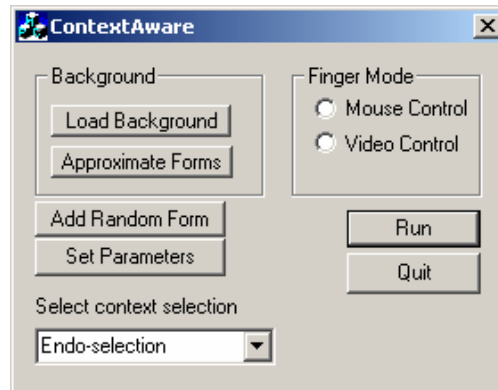 ContextAware
Background
Load Background
Approximate Forms
Finger Mode
Mouse Control
Video Control
Add Random Form
Set Parameters
Run
Quit
Select context selection
Endo-selection